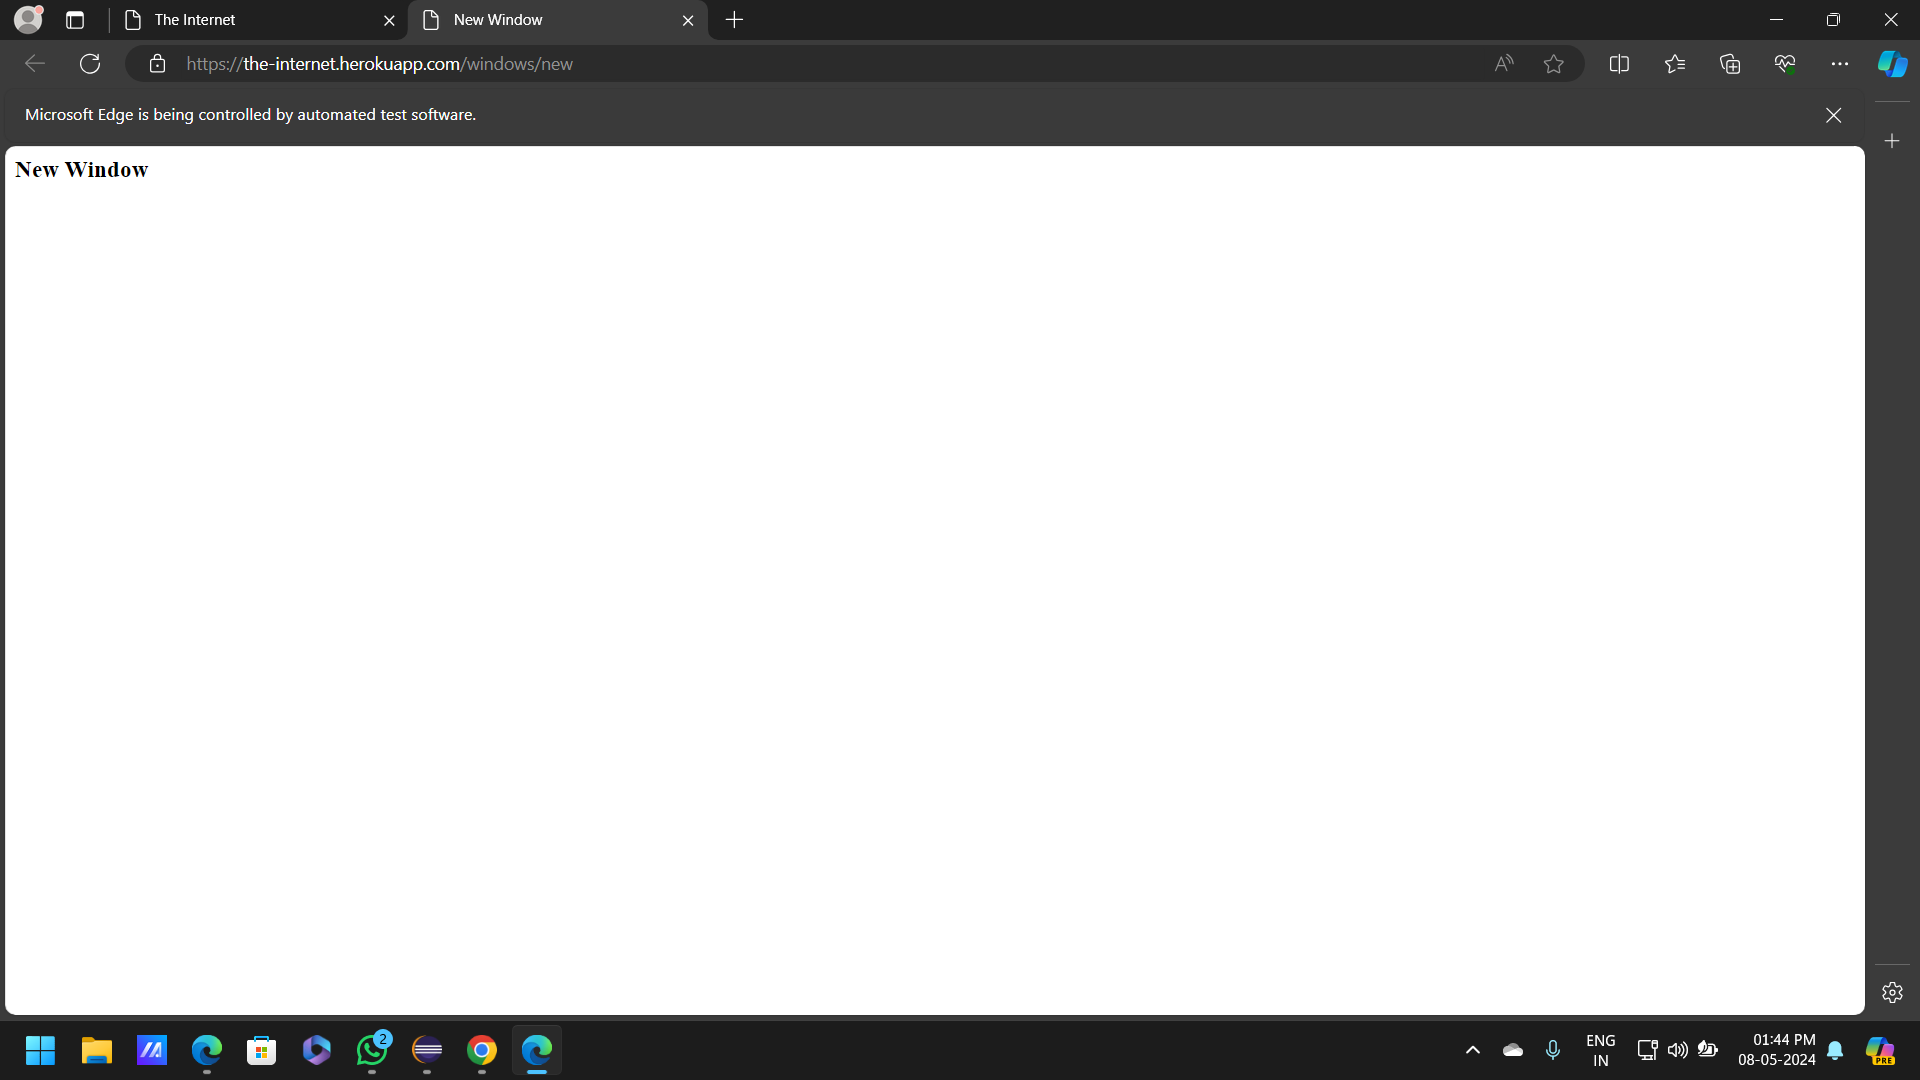 The Internet
New Window
https://the-internet.herokuapp.com/windows/new
Microsoft Edge is being controlled by automated test software.
New Window
2
ENG
IN
01:44 PM
08-05-2024
PRE